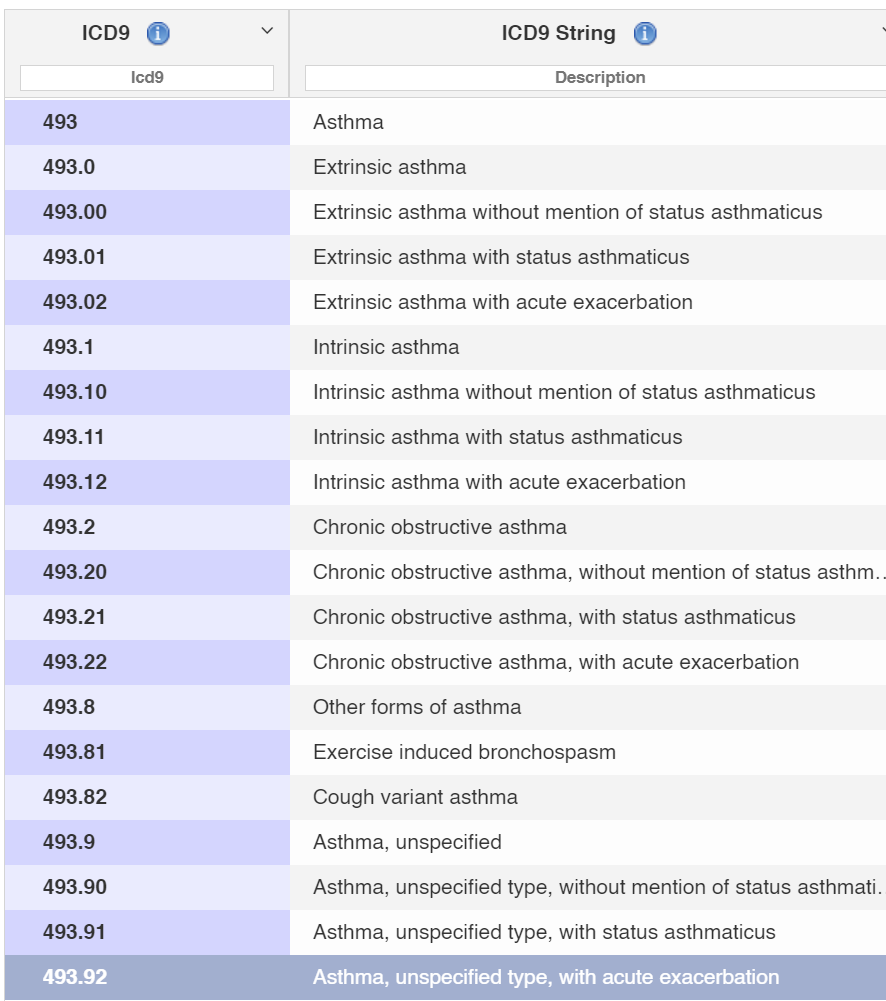 ICD9 ICD9 String
Icd9 Description
493 Asthma
493.0 Extrinsic asthma
493.00 Extrinsic asthma without mention of status asthmaticus
493.01 Extrinsic asthma with status asthmaticus
493.02 Extrinsic asthma with acute exacerbation
493.1 Intrinsic asthma
493.10 Intrinsic asthma without mention of status asthmaticus
493.11 Intrinsic asthma with status asthmaticus
493.12 Intrinsic asthma with acute exacerbation
493.2 Chronic obstructive asthma
493.20 Chronic obstructive asthma, without mention of status asthm..
493.21 Chronic obstructive asthma, with status asthmaticus
493.22 Chronic obstructive asthma, with acute exacerbation
493.8 Other forms of asthma
493.81 Exercise induced bronchospasm
493.82 Cough variant asthma
493.9 Asthma, unspecified
493.90 Asthma, unspecified type, without mention of status asthmati.
493.91 Asthma, unspecified type, with status asthmaticus
493.92 Asthma, unspecified type, with acute exacerbation